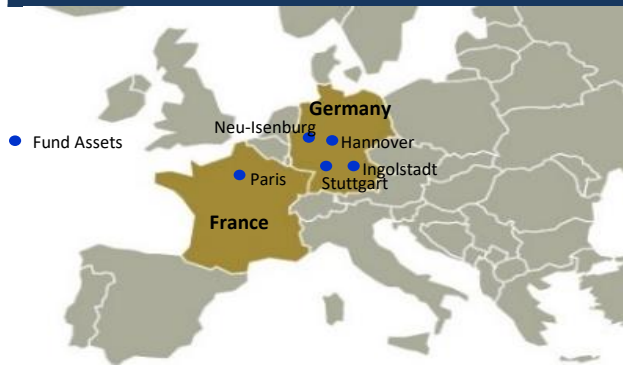 Germany
Neu-Isenburg
Fund Assets
Hannover
Ingolstadt
Paris
Stuttgart
France